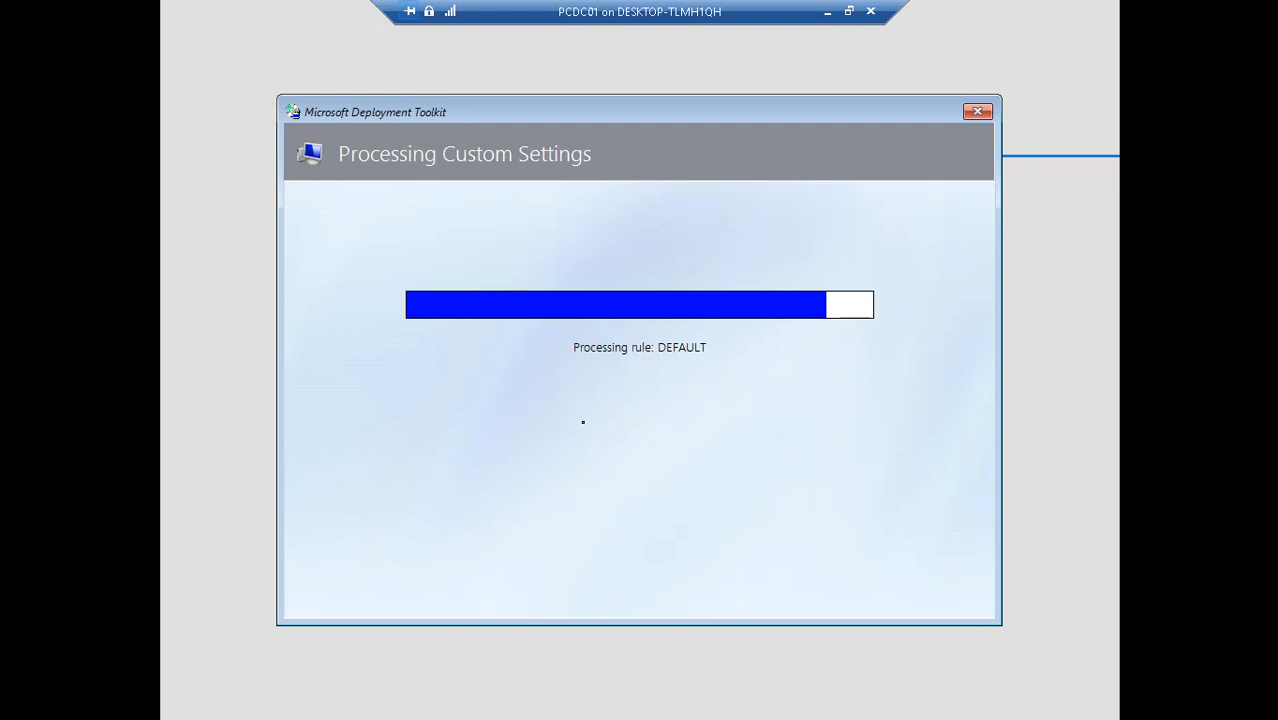 PCDC01 on DESKTOP-TLMH1QH
Microsoft Deployment Toolkit
Processing Custom Settings
Processing rule: DEFAULT